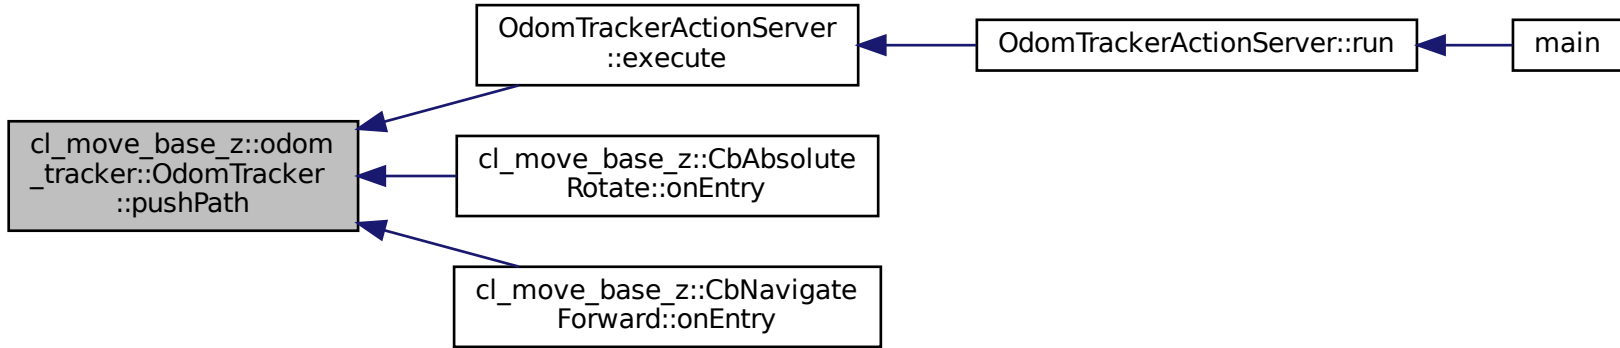 cl_move_base_z::odom
_tracker::OdomTracker
::pushPath
OdomTrackerActionServer
::execute
OdomTrackerActionServer::run
main
cl_move_base_z::CbAbsolute
Rotate::onEntry
cl_move_base_z::CbNavigate
Forward::onEntry